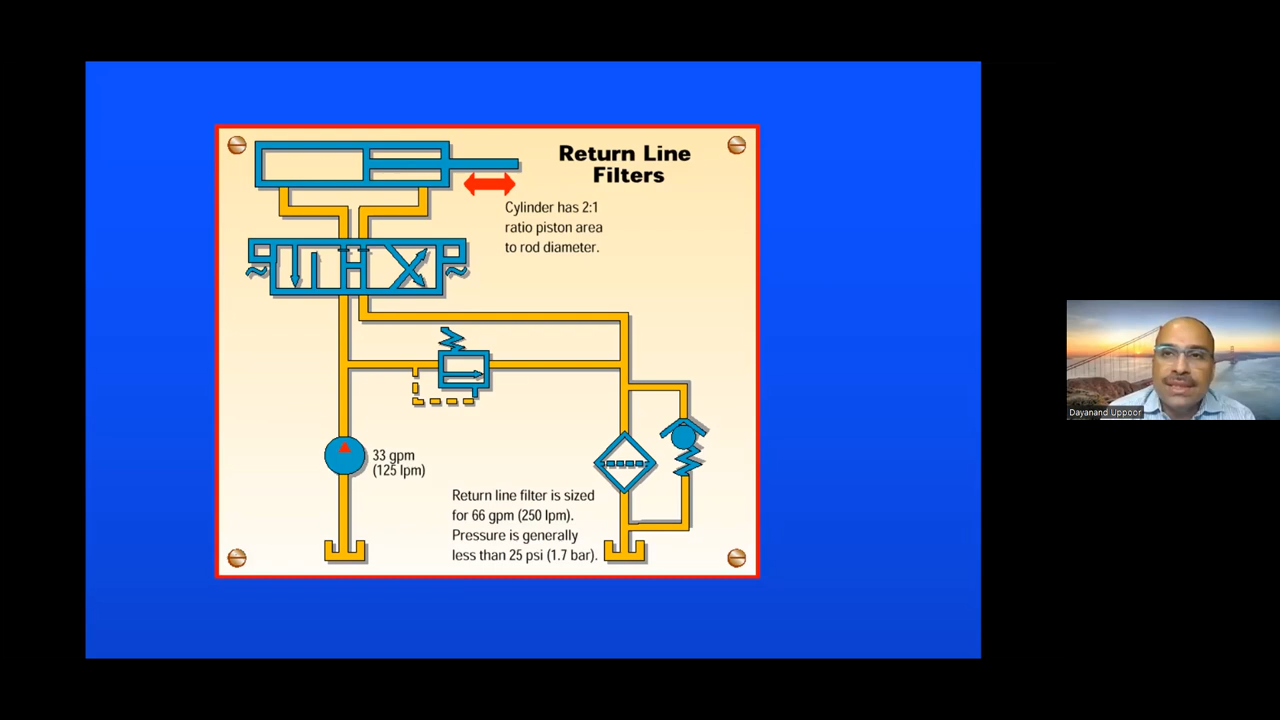 Return Line
Filters
Cylinder has 2:1
ratio piston area
to rod diameter.
33 gpm
(125 lpm)
Return line filter is sized
for 66 gpm (250 lpm).
Pressure is generally
less than 25 psi (1.7 bar).
Dayanand Uppoor